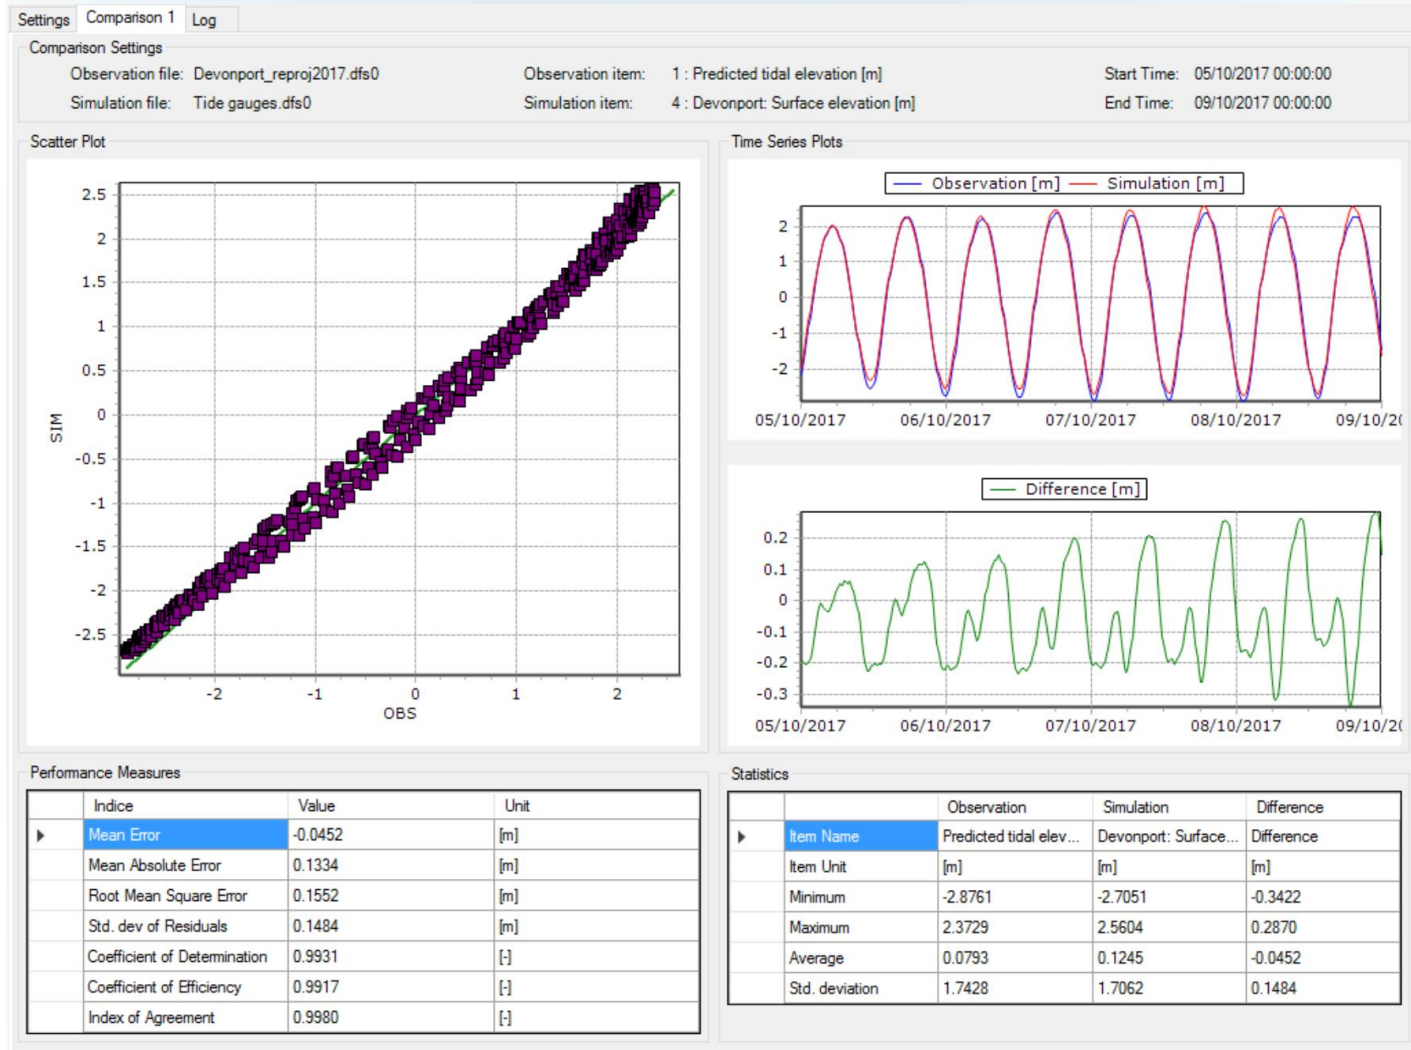 Settings Comparison 1 Log
Comparison Settings
Observation file: Devonport_reproj2017.dfs0 Observation item: 1 : Predicted tidal elevation [m] Start Time: 05/10/2017 00:00:00
Simulation file: Tide gauges.dfs0 Simulation item: 4 : Devonport: Surface elevation [m] End Time: 09/10/2017 00:00:00
Scatter Plot
2.5
2
1.5
1
0.5
0
-0.5
-1
-1.5
-2
-2.5
SIM
-2 -1 0 1 2
OBS
Time Series Plots
Observation [m] Simulation [m]
2
1
0
-1
-2
05/10/2017 06/10/2017 07/10/2017 08/10/2017 09/10/20
Difference [m]
0.2
0.1
0
-0.1
-0.2
-0.3
05/10/2017 06/10/2017 07/10/2017 08/10/2017 09/10/20
Performance Measures
Indice Value Unit
Mean Error -0.0452 [m]
Mean Absolute Error 0.1334 [m]
Root Mean Square Error 0.1552 [m]
Std. dev of Residuals 0.1484 [m]
Coefficient of Determination 0.9931 [-]
Coefficient of Efficiency 0.9917 [-]
Index of Agreement 0.9980 [-]
Statistics
Observation Simulation Difference
Item Name Predicted tidal elev... Devonport: Surface... Difference
Item Unit [m] [m] [m]
Minimum -2.8761 -2.7051 -0.3422
Maximum 2.3729 2.5604 0.2870
Average 0.0793 0.1245 -0.0452
Std. deviation 1.7428 1.7062 0.1484